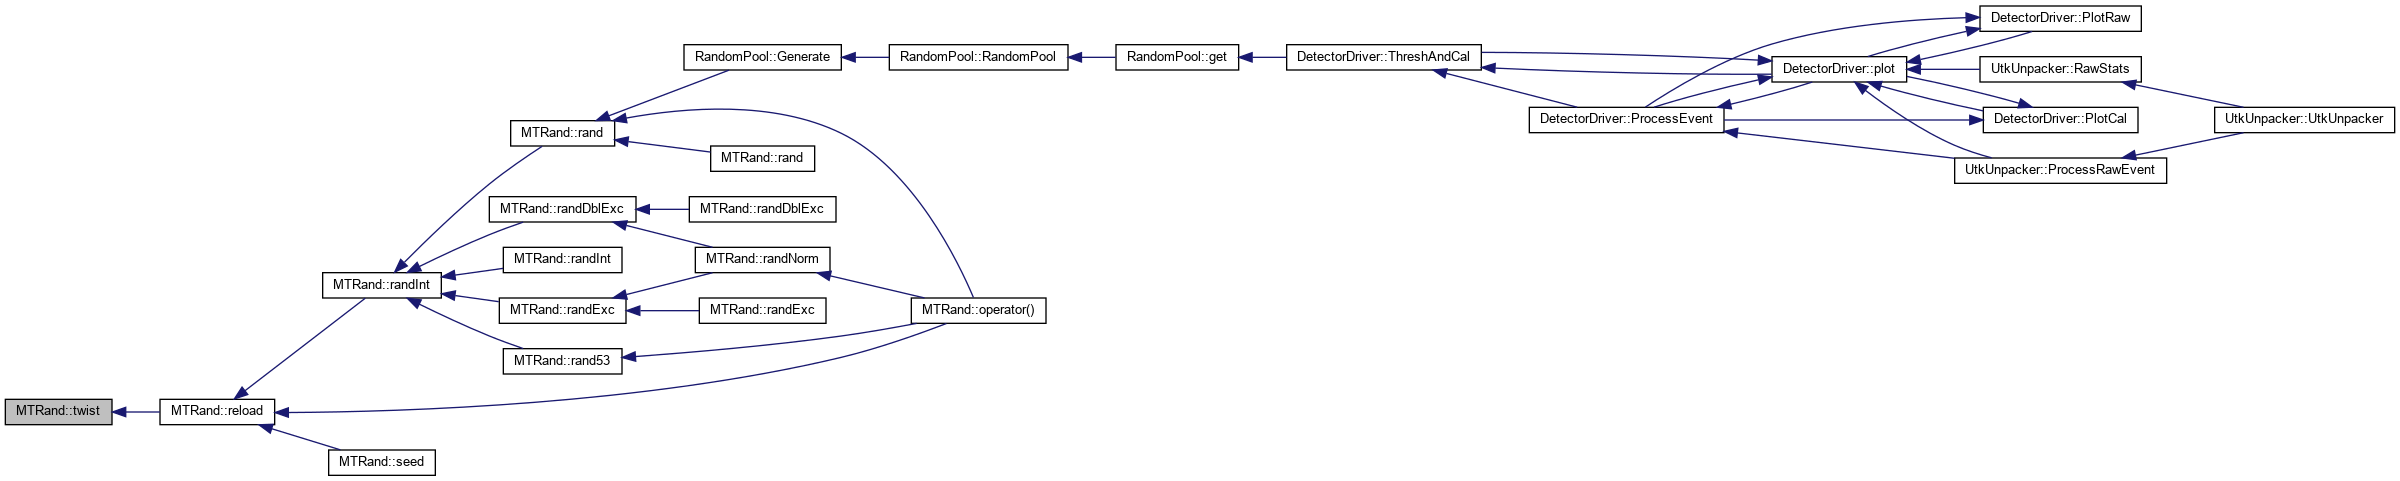 DetectorDriver::PlotRaw
RandomPool::Generate
RandomPool::RandomPool
RandomPool::get
DetectorDriver::ThreshAndCal
DetectorDriver::plot
UtkUnpacker::RawStats
DetectorDriver::ProcessEvent
DetectorDriver::PlotCal
UtkUnpacker::UtkUnpacker
MTRand::rand
MTRand::rand
UtkUnpacker::ProcessRawEvent
MTRand::randDblExc
MTRand::randDblExc
MTRand::randInt
MTRand::randNorm
MTRand::randInt
MTRand::randExc
MTRand::randExc
MTRand::operator()
MTRand::rand53
MTRand::twist
MTRand::reload
MTRand::seed